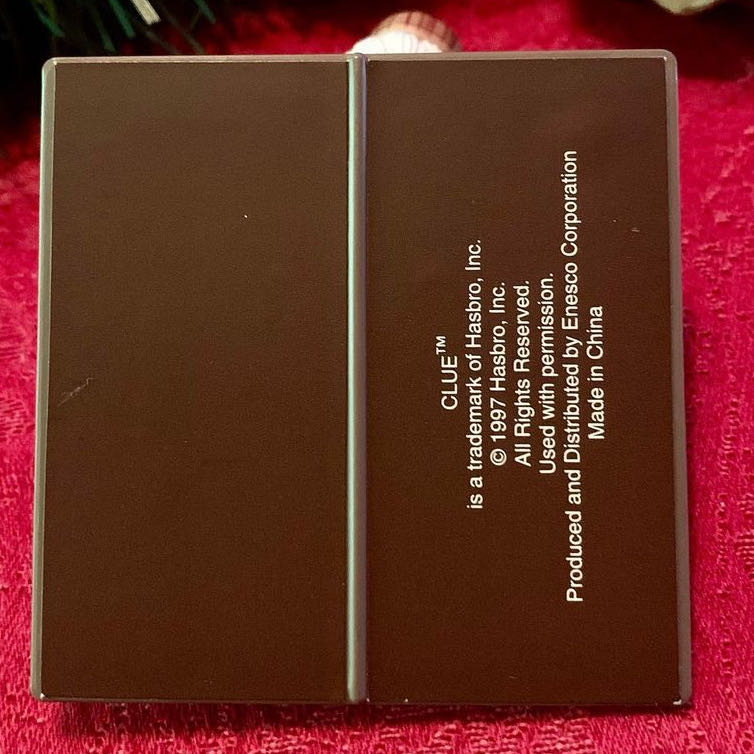 CLUE™
is a trademark of Hasbro, Inc.
© 1997 Hasbro, Inc.
All Rights Reserved.
Used with permission.
Produced and Distributed by Enesco Corporation
Made in China